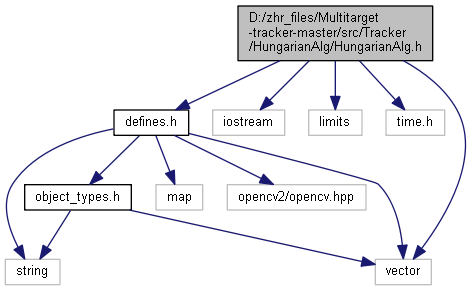 D:/zhr_files/Multitarget
-tracker-master/src/Tracker
/HungarianAlg/HungarianAlg.h
defines.h
iostream
limits
time.h
object_types.h
map
opencv2/opencv.hpp
string
vector